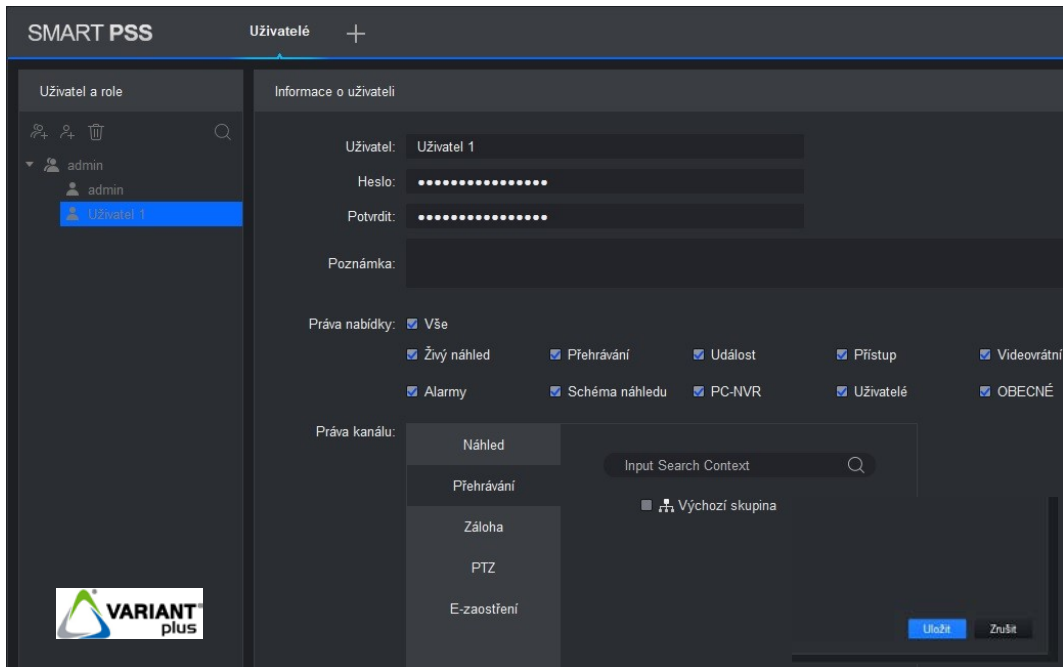 SMART PSS
Uživatelé
Uživatel a role
Informace o uživateli
admin
admin
Uživatel 1
Uživatel: Uživatel 1
Heslo: ●●●●●●●●●●●●●●●●
Potvrdit: ●●●●●●●●●●●●●●●●
Poznámka:
Práva nabídky: Vše
Živý náhled Přehrávání Událost Přístup Videovrátní
Alarmy Schéma náhledu PC-NVR Uživatelé OBECNÉ
Práva kanálu: Náhled
Input Search Context
Přehrávání
Výchozí skupina
Záloha
PTZ
E-zaostření
VARIANT
plus
Uložit Zrušit